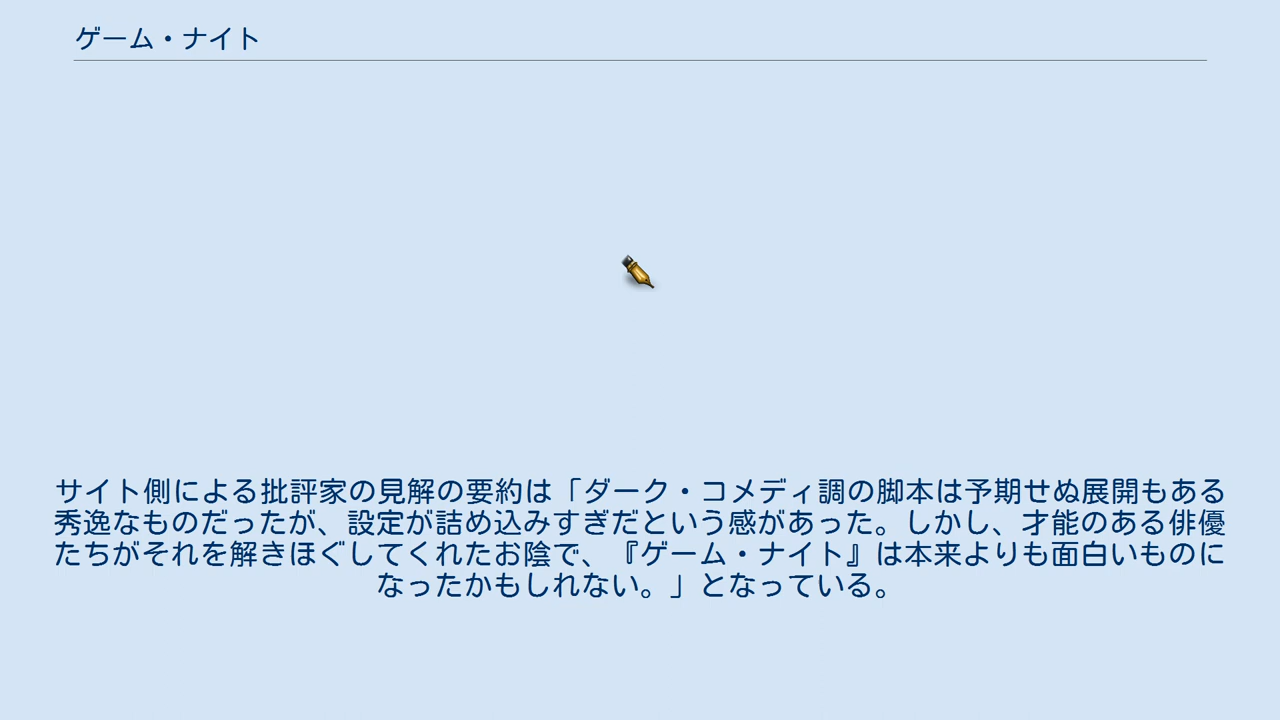 ゲーム・ナイト
サイト側による批評家の見解の要約は「ダーク・コメディ調の脚本は予期せぬ展開もある
秀逸なものだったが、設定が詰め込みすぎだという感があった。しかし、才能のある俳優
たちがそれを解きほぐしてくれたお陰で、『ゲーム・ナイト』は本来よりも面白いものに
なったかもしれない。」となっている。